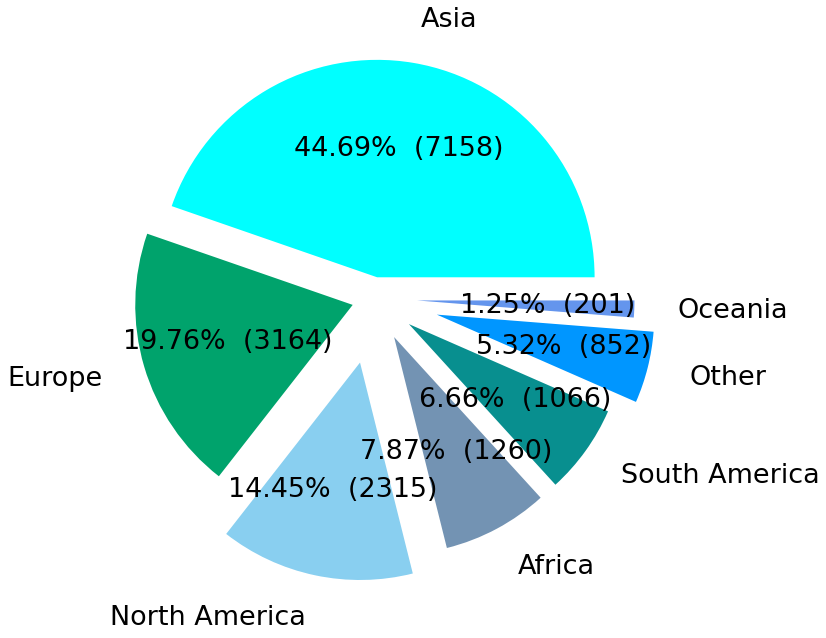 Asia
44.69%  (7158)
1.25%  (201)
Oceania
19.76%  (3164)
5.32%  (852)
Europe
Other
6.66%  (1066)
7.87%  (1260)
South America
14.45%  (2315)
Africa
North America